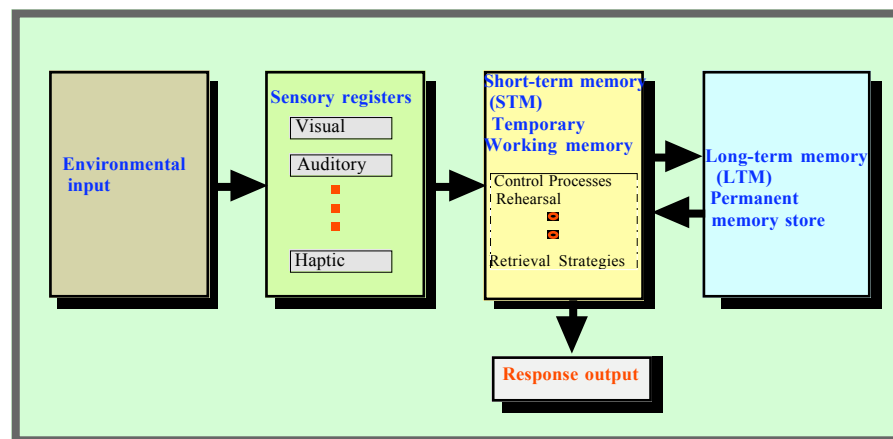 Environmental
input
Sensory registers
Visual
Auditory
Haptic
Short-term memory
(STM)
Temporary
Working memory
Control Processes
Rehearsal
Retrieval Strategies
Long-term memory
(LTM)
Permanent
memory store
Response output